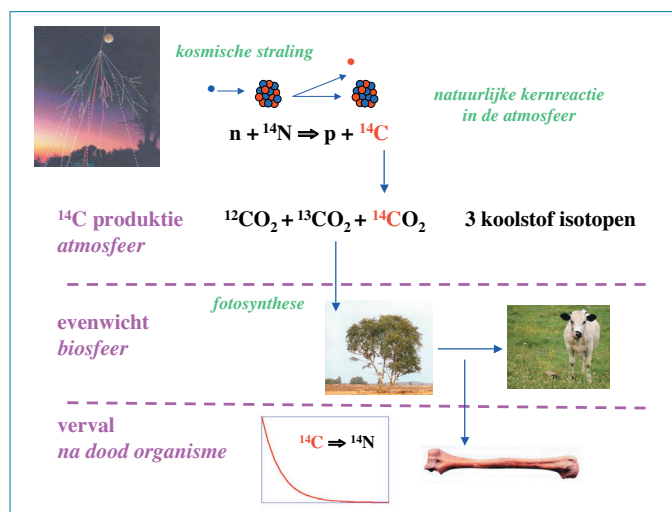 kosmische straling
natuurlijke kernreactie
in de atmosfeer
n + ¹⁴N ⇒ p + ¹⁴C
¹⁴C produktie
atmosfeer
¹²CO₂ + ¹³CO₂ + ¹⁴CO₂
3 koolstof isotopen
fotosynthese
evenwicht
biosfeer
verval
na dood organisme
¹⁴C ⇒ ¹⁴N